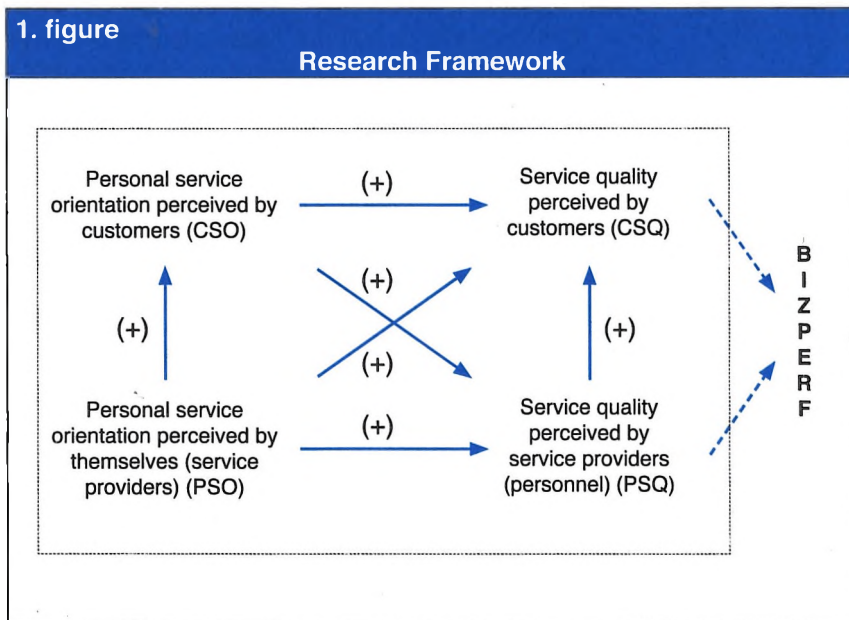 1. figure
Research Framework
Personal service
orientation perceived by
customers (CSO)
(+)
Service quality
perceived by
customers (CSQ)
(+)
(+)
(+)
(+)
Personal service
orientation perceived by
themselves (service
providers) (PSO)
(+)
Service quality
perceived by
service providers
(personnel) (PSQ)
B
I
Z
P
E
R
F